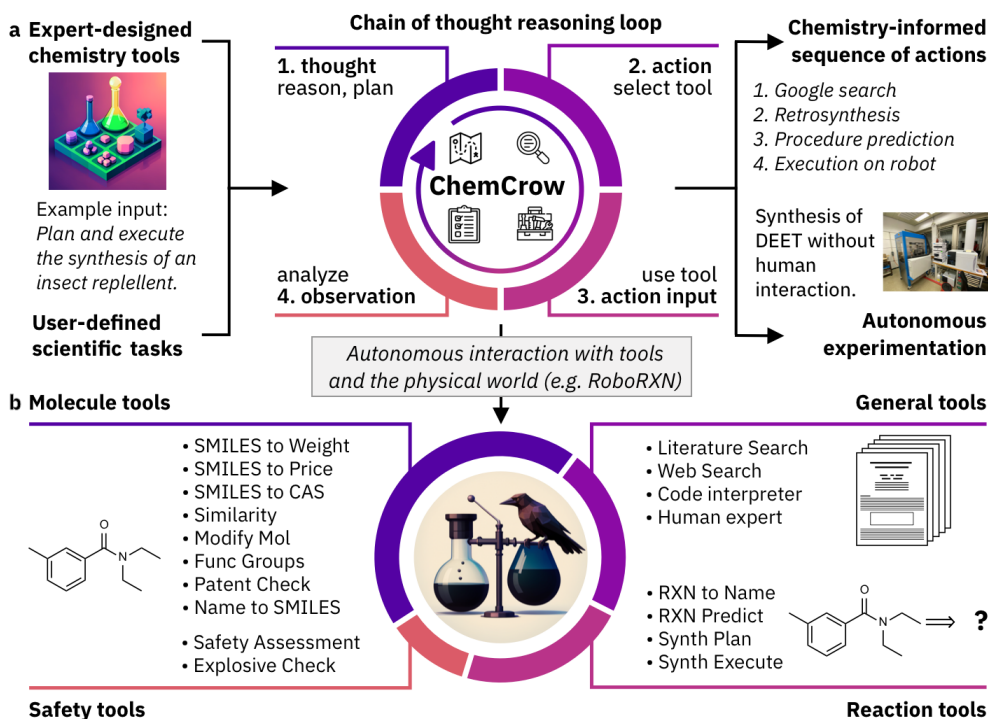 a Expert-designed
chemistry tools
Example input:
Plan and execute
the synthesis of an
insect replellent.
User-defined
scientific tasks
Chain of thought reasoning loop
1. thought
reason, plan
2. action
select tool
ChemCrow
analyze
4. observation
use tool
3. action input
Chemistry-informed
sequence of actions
1. Google search
2. Retrosynthesis
3. Procedure prediction
4. Execution on robot
Synthesis of
DEET without
human
interaction.
Autonomous
experimentation
Autonomous interaction with tools
and the physical world (e.g. RoboRXN)
b Molecule tools
• SMILES to Weight
• SMILES to Price
• SMILES to CAS
• Similarity
• Modify Mol
• Func Groups
• Patent Check
• Name to SMILES
O
N
• Safety Assessment
• Explosive Check
Safety tools
General tools
• Literature Search
• Web Search
• Code interpreter
• Human expert
• RXN to Name
• RXN Predict
• Synth Plan
• Synth Execute
O
N
?
Reaction tools